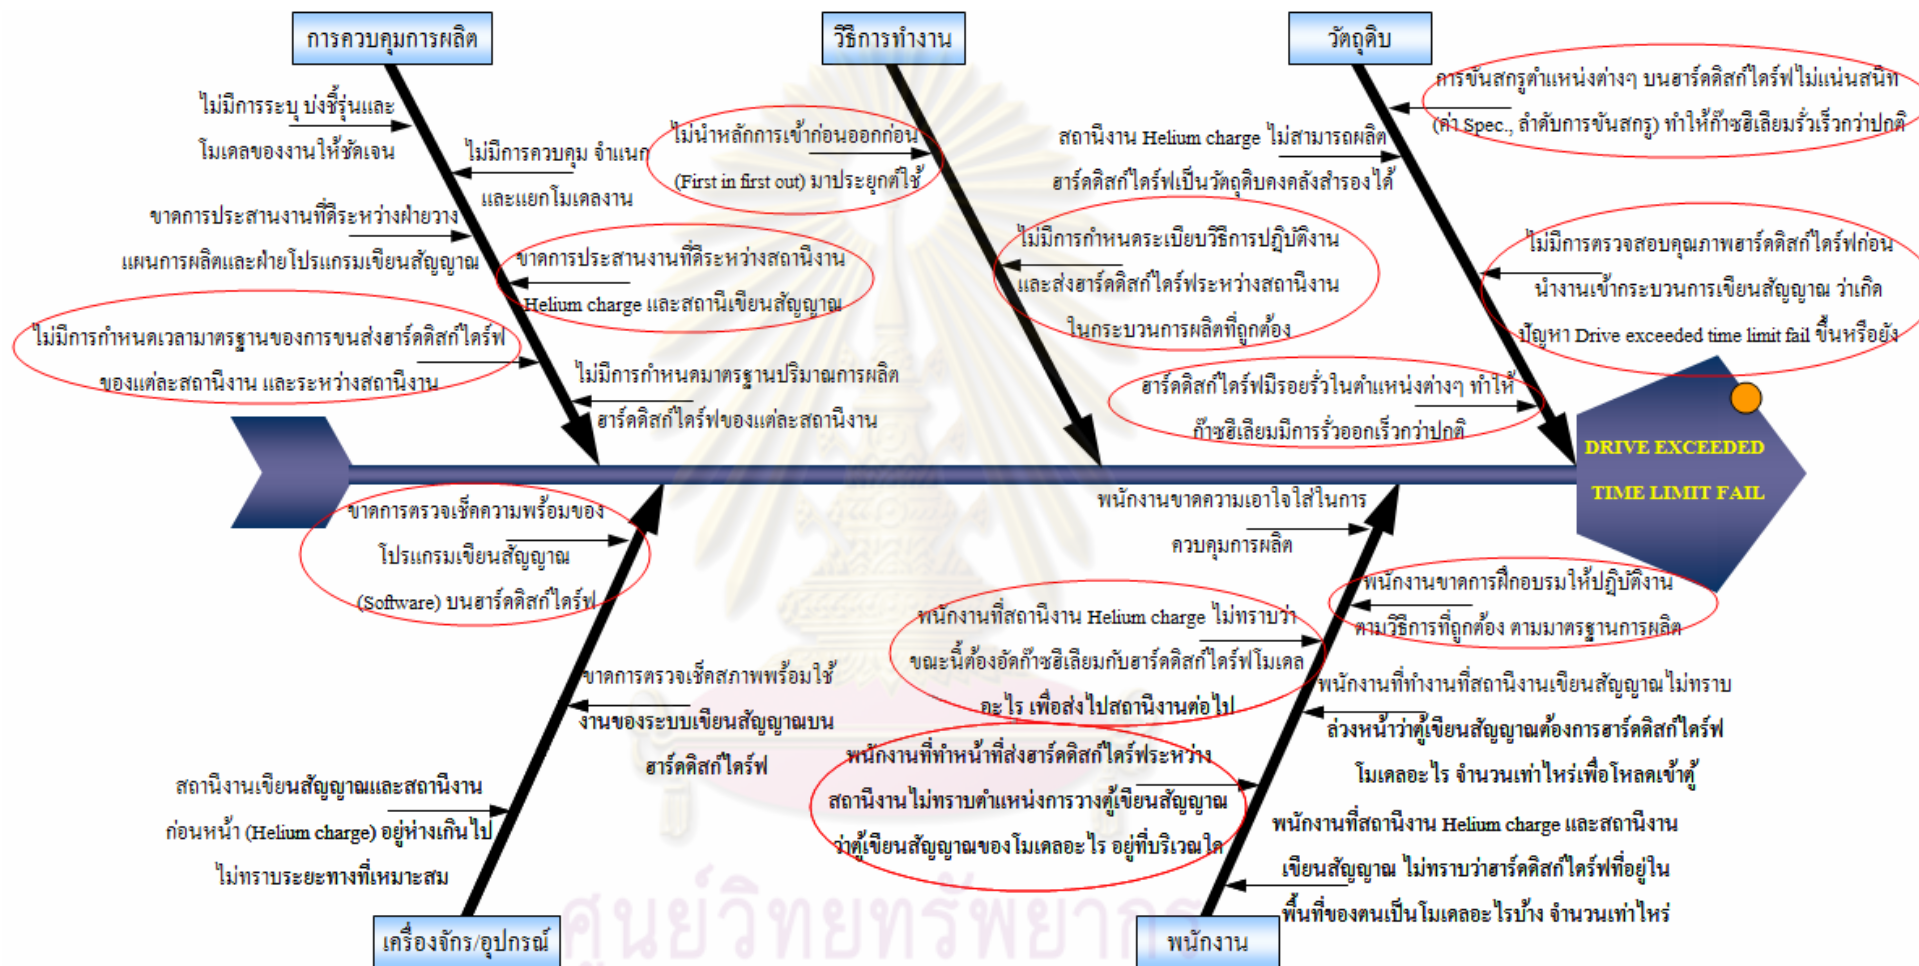 การควบคุมการผลิต
ไม่มีการระบุ บ่งชี้รุ่นและ
โมเดลของงานให้ชัดเจน
ไม่มีการควบคุม จำแนก
และแยกโมเดลงาน
ขาดการประสานงานที่ดีระหว่างฝ่ายวาง
แผนการผลิตและฝ่ายโปรแกรมเขียนสัญญาณ
ขาดการประสานงานที่ดีระหว่างสถานีงาน
Helium charge และสถานีเขียนสัญญาณ
ไม่มีการกำหนดเวลามาตรฐานของการขนส่งฮาร์ดดิสก์ไดร์ฟ
ของแต่ละสถานีงาน และระหว่างสถานีงาน
ไม่มีการกำหนดมาตรฐานปริมาณการผลิต
ฮาร์ดดิสก์ไดร์ฟของแต่ละสถานีงาน
วิธีการทำงาน
ไม่นำหลักการเข้าก่อนออกก่อน
(First in first out) มาประยุกต์ใช้
ไม่มีการกำหนดระเบียบวิธีการปฏิบัติงาน
และส่งฮาร์ดดิสก์ไดร์ฟระหว่างสถานีงาน
ในกระบวนการผลิตที่ถูกต้อง
วัตถุดิบ
การขันสกรูตำแหน่งต่างๆ บนฮาร์ดดิสก์ไดร์ฟไม่แน่นสนิท
(ค่า Spec., ลำดับการขันสกรู) ทำให้ก๊าซฮีเลียมรั่วเร็วกว่าปกติ
สถานีงาน Helium charge ไม่สามารถผลิต
ฮาร์ดดิสก์ไดร์ฟเป็นวัตถุดิบคงคลังสำรองได้
ไม่มีการตรวจสอบคุณภาพฮาร์ดดิสก์ไดร์ฟก่อน
นำงานเข้ากระบวนการเขียนสัญญาณ ว่าเกิด
ปัญหา Drive exceeded time limit fail ขึ้นหรือยัง
ฮาร์ดดิสก์ไดร์ฟมีรอยรั่วในตำแหน่งต่างๆ ทำให้
ก๊าซฮีเลียมมีการรั่วออกเร็วกว่าปกติ
DRIVE EXCEEDED
TIME LIMIT FAIL
ขาดการตรวจเช็คความพร้อมของ
โปรแกรมเขียนสัญญาณ
(Software) บนฮาร์ดดิสก์ไดร์ฟ
ขาดการตรวจเช็คสภาพพร้อมใช้
งานของระบบเขียนสัญญาณบน
ฮาร์ดดิสก์ไดร์ฟ
สถานีงานเขียนสัญญาณและสถานีงาน
ก่อนหน้า (Helium charge) อยู่ห่างเกินไป
ไม่ทราบระยะทางที่เหมาะสม
เครื่องจักร/อุปกรณ์
พนักงานขาดความเอาใจใส่ในการ
ควบคุมการผลิต
พนักงานขาดการฝึกอบรมให้ปฏิบัติงาน
ตามวิธีการที่ถูกต้อง ตามมาตรฐานการผลิต
พนักงานที่สถานีงาน Helium charge ไม่ทราบว่า
ขณะนี้ต้องอัดก๊าซฮีเลียมกับฮาร์ดดิสก์ไดร์ฟโมเดล
อะไร เพื่อส่งไปสถานีงานต่อไป
พนักงานที่ทำงานที่สถานีงานเขียนสัญญาณไม่ทราบ
ล่วงหน้าว่าตู้เขียนสัญญาณต้องการฮาร์ดดิสก์ไดร์ฟ
โมเดลอะไร จำนวนเท่าไหร่เพื่อโหลดเข้าตู้
พนักงานที่ทำหน้าที่ส่งฮาร์ดดิสก์ไดร์ฟระหว่าง
สถานีงาน ไม่ทราบตำแหน่งการวางตู้เขียนสัญญาณ
ว่าตู้เขียนสัญญาณของโมเดลอะไร อยู่ที่บริเวณใด
พนักงานที่สถานีงาน Helium charge และสถานีงาน
เขียนสัญญาณ ไม่ทราบว่าฮาร์ดดิสก์ไดร์ฟที่อยู่ใน
พื้นที่ของตนเป็นโมเดลอะไรบ้าง จำนวนเท่าไหร่
พนักงาน
ศูนย์วิทยทรัพยากร